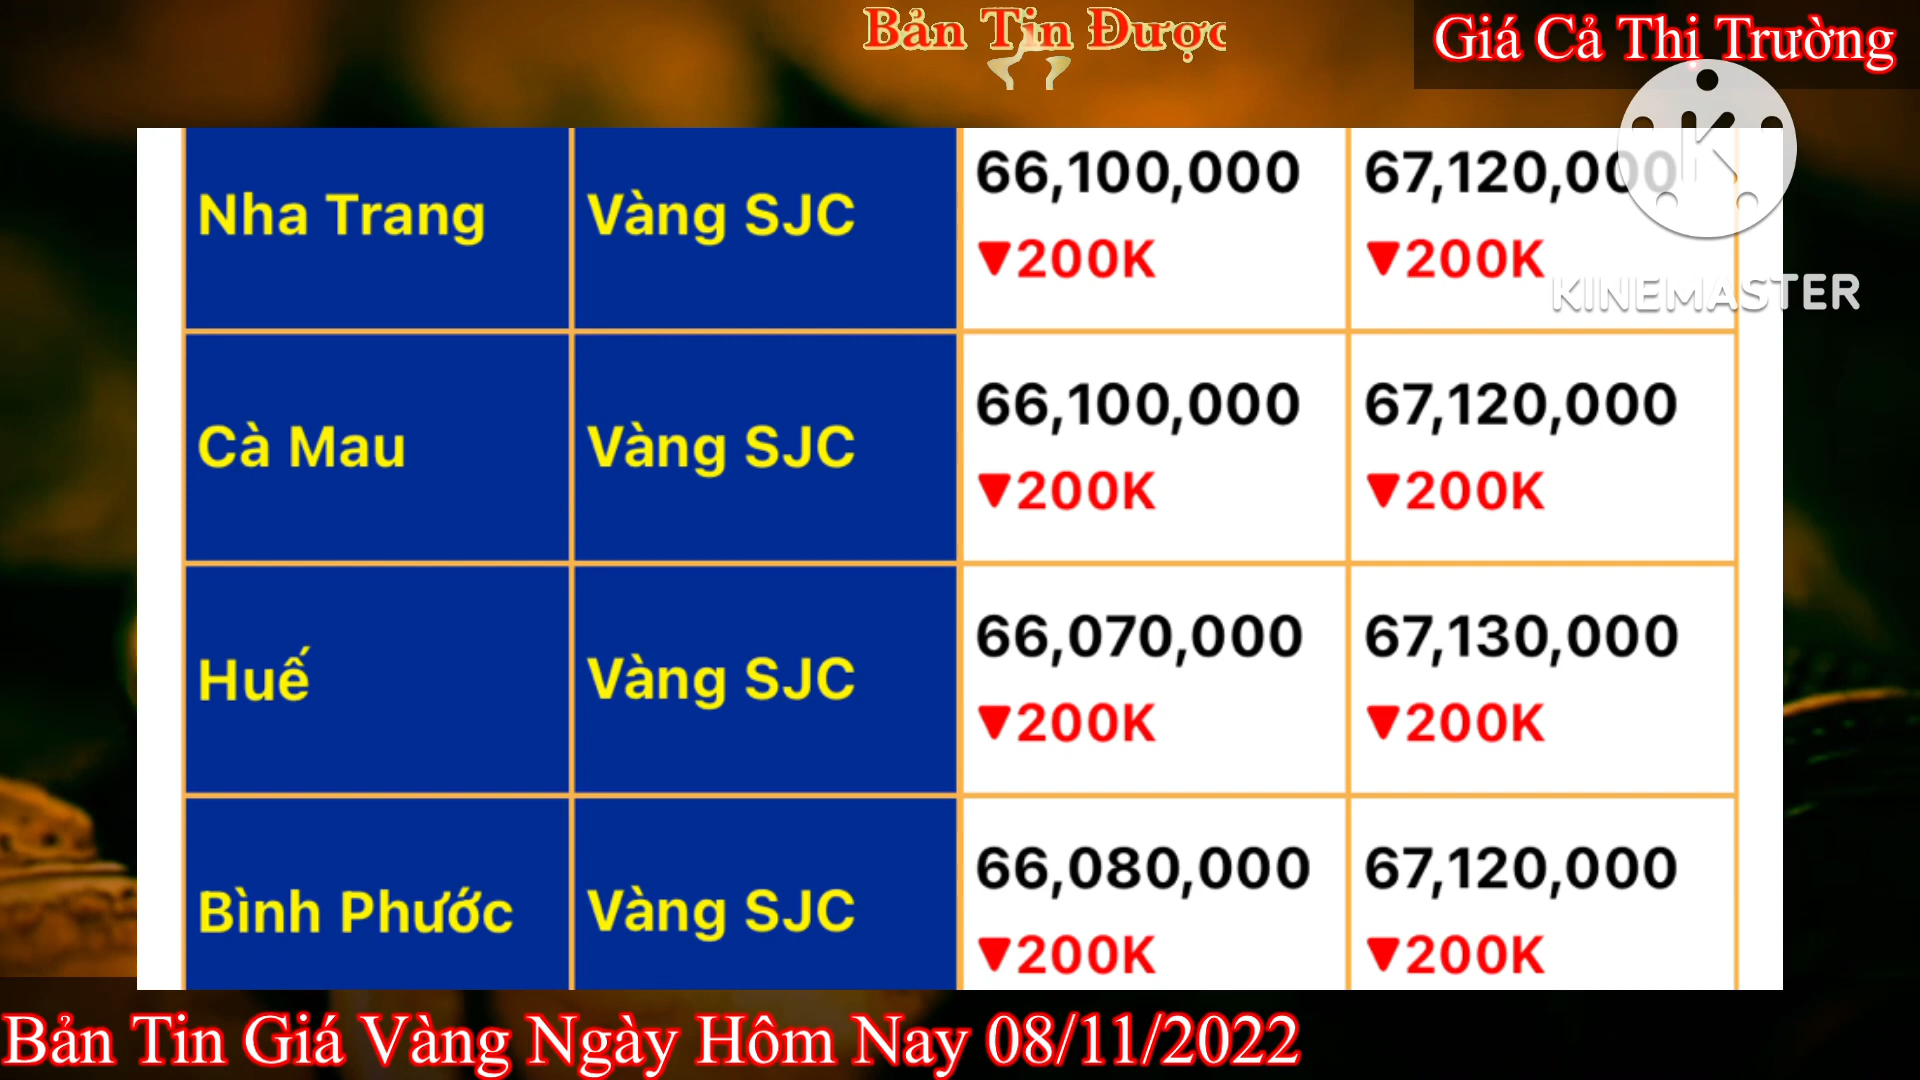 Bản Tin Được
Giá Cả Thị Trường
Nha Trang Vàng SJC 66,100,000 67,120,000
▼200K ▼200K
KINEMASTER
Cà Mau Vàng SJC 66,100,000 67,120,000
▼200K ▼200K
Huế Vàng SJC 66,070,000 67,130,000
▼200K ▼200K
Bình Phước Vàng SJC 66,080,000 67,120,000
▼200K ▼200K
Bản Tin Giá Vàng Ngày Hôm Nay 08/11/2022